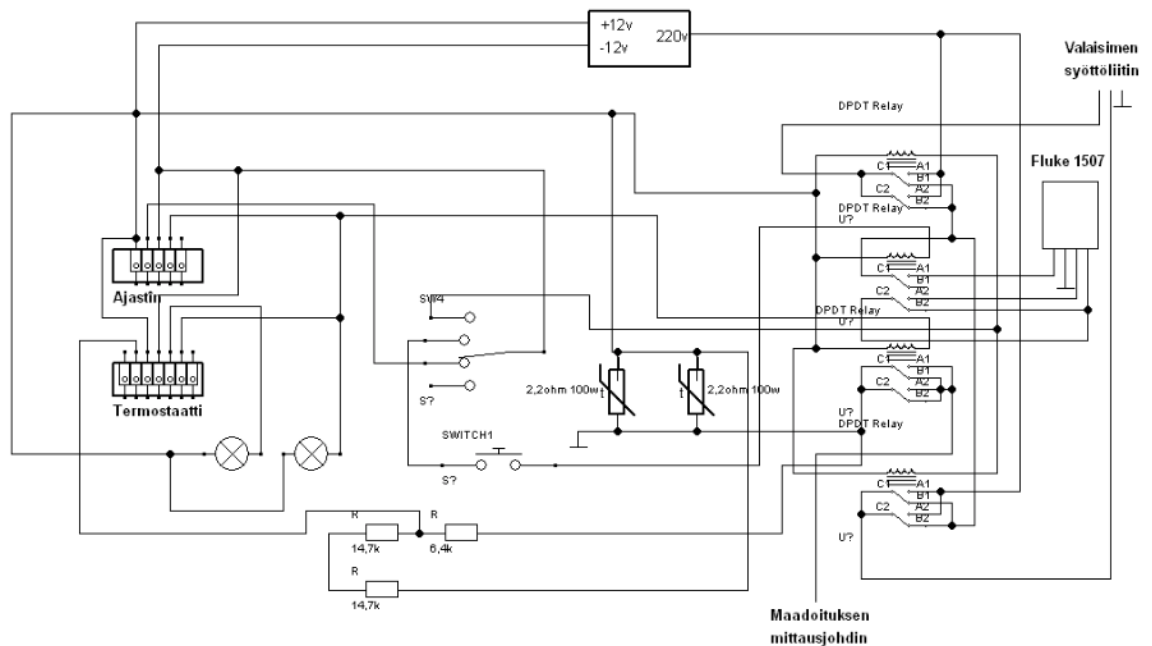 +12v
-12v
220v
Valaisimen
syöttöliitin
DPDT Relay
Fluke 1507
C1
A1
B1
C2
A2
B2
DPDT Relay
U?
C1
A1
B1
C2
A2
B2
DPDT Relay
U?
C1
A1
B1
C2
A2
B2
U?
DPDT Relay
C1
A1
B1
C2
A2
B2
U?
Ajastin
Termostaatti
SW4
S?
2,2ohm 100w
t
2,2ohm 100w
t
SWITCH1
S?
R
14,7k
R
6,4k
R
14,7k
Maadoituksen
mittausjohdin